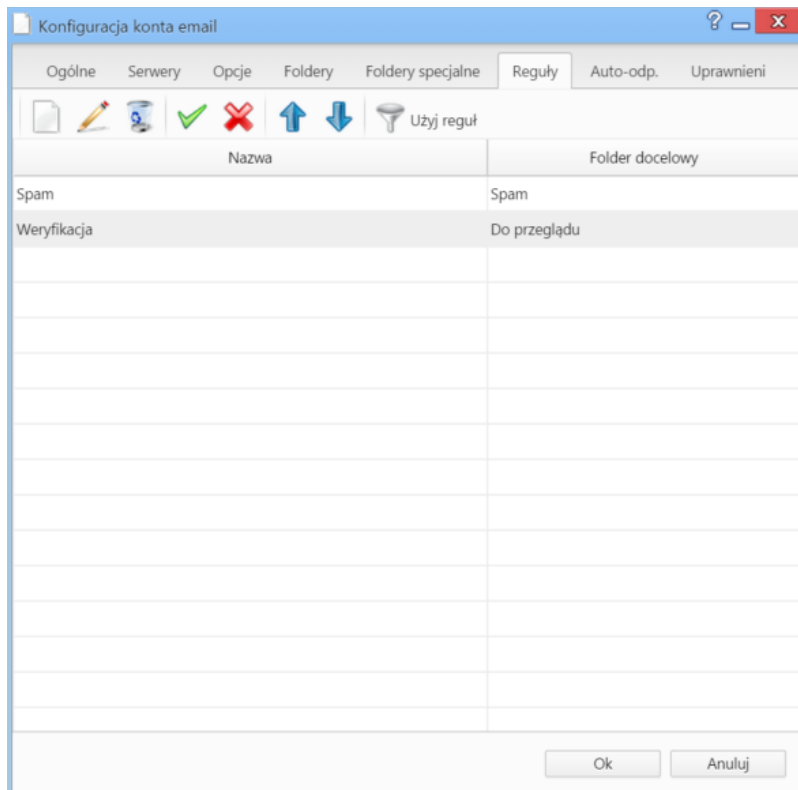 Konfiguracja konta email
Ogólne Serwery Opcje Foldery Foldery specjalne Reguły Auto-odp. Uprawnieni
Użyj reguł
Nazwa Folder docelowy
Spam Spam
Weryfikacja Do przeglądu
Ok Anuluj